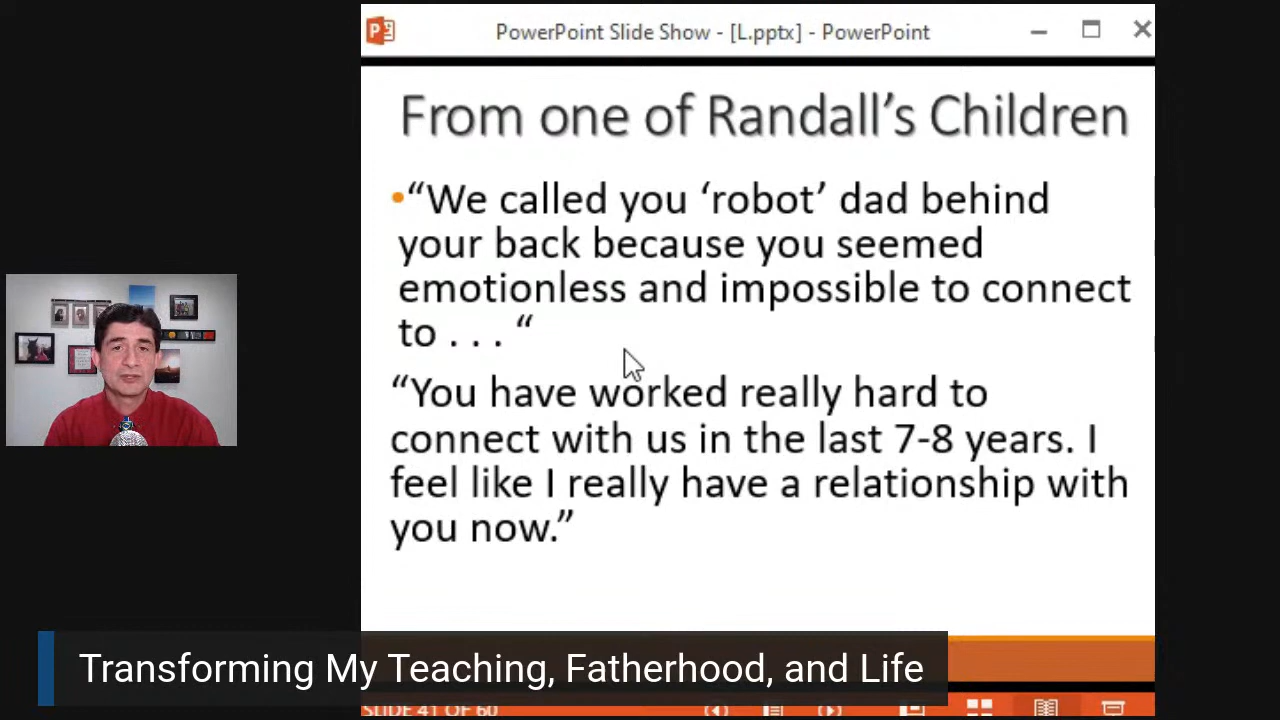 PowerPoint Slide Show - [L.pptx] - PowerPoint
From one of Randall’s Children
•“We called you ‘robot’ dad behind
your back because you seemed
emotionless and impossible to connect
to . . . “
“You have worked really hard to
connect with us in the last 7-8 years. I
feel like I really have a relationship with
you now.”
Transforming My Teaching, Fatherhood, and Life
SLIDE 41 OF 60